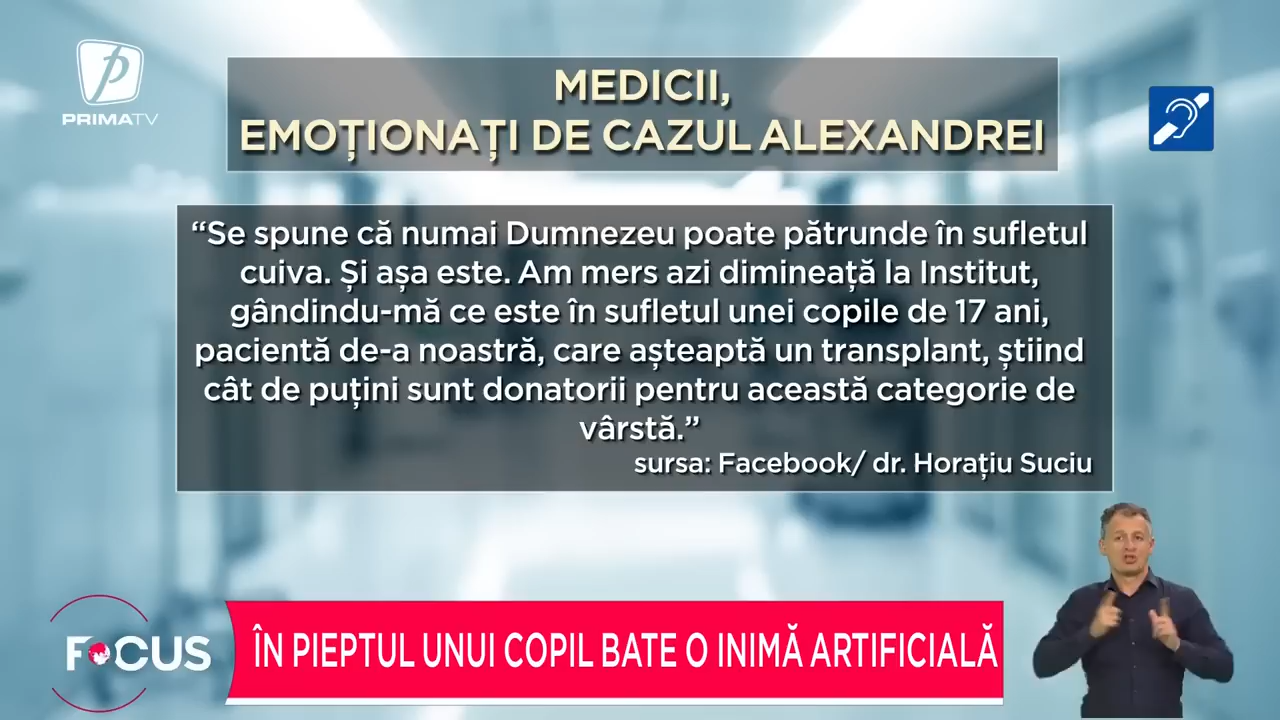 PRIMATV
MEDICII,
EMOȚIONAȚI DE CAZUL ALEXANDREI
“Se spune că numai Dumnezeu poate pătrunde în sufletul
cuiva. Și așa este. Am mers azi dimineață la Institut,
gândindu-mă ce este în sufletul unei copile de 17 ani,
pacientă de-a noastră, care așteaptă un transplant, știind
cât de puțini sunt donatorii pentru această categorie de
vârstă.”
sursa: Facebook/ dr. Horațiu Suciu
FOCUS
ÎN PIEPTUL UNUI COPIL BATE O INIMĂ ARTIFICIALĂ